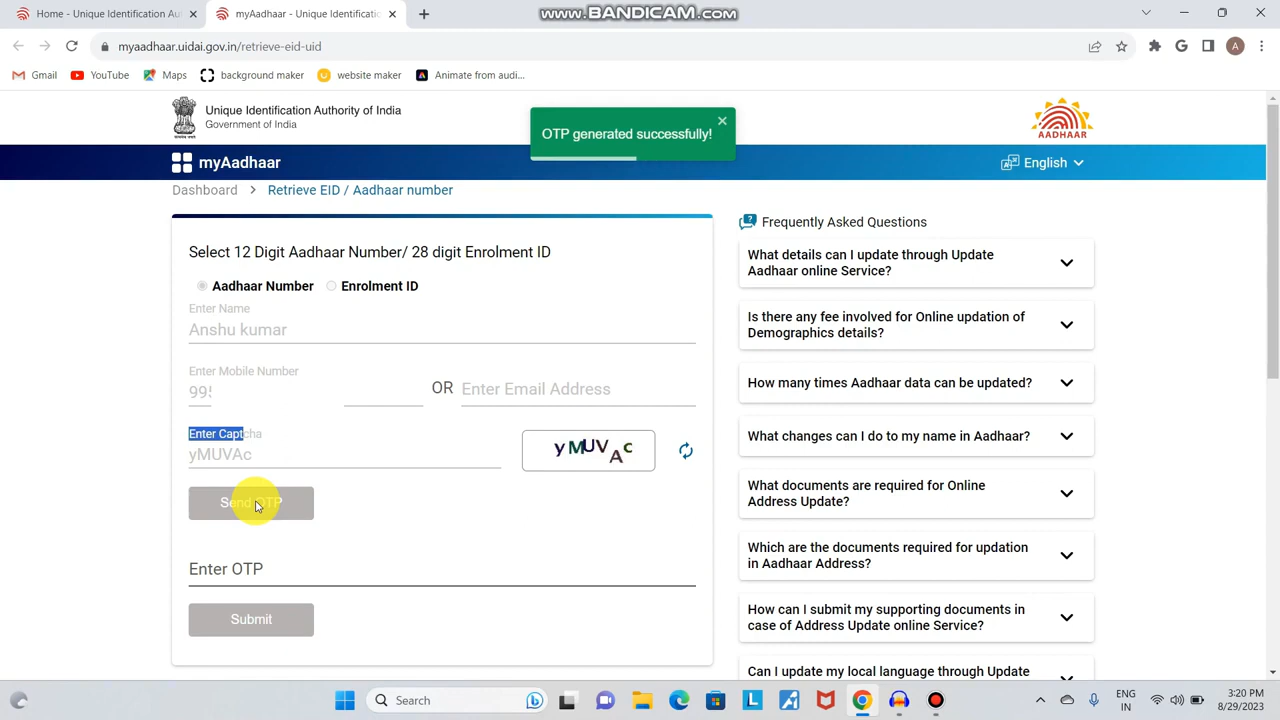 Home - Unique Identification Au
myAadhaar - Unique Identificatio
www.BANDICAM.com
myaadhaar.uidai.gov.in/retrieve-eid-uid
A
Gmail
YouTube
Maps
background maker
website maker
Animate from audi...
Unique Identification Authority of India
Government of India
OTP generated successfully!
AADHAAR
myAadhaar
English
Dashboard > Retrieve EID / Aadhaar number
Select 12 Digit Aadhaar Number/ 28 digit Enrolment ID
Aadhaar Number
Enrolment ID
Enter Name
Anshu kumar
Enter Mobile Number
995
OR
Enter Email Address
Enter Captcha
yMUVAc
yMUVAc
Send OTP
Enter OTP
Submit
Frequently Asked Questions
What details can I update through Update
Aadhaar online Service?
Is there any fee involved for Online updation of
Demographics details?
How many times Aadhaar data can be updated?
What changes can I do to my name in Aadhaar?
What documents are required for Online
Address Update?
Which are the documents required for updation
in Aadhaar Address?
How can I submit my supporting documents in
case of Address Update online Service?
Can I update my local language through Update
Search
ENG
IN
3:20 PM
8/29/2023